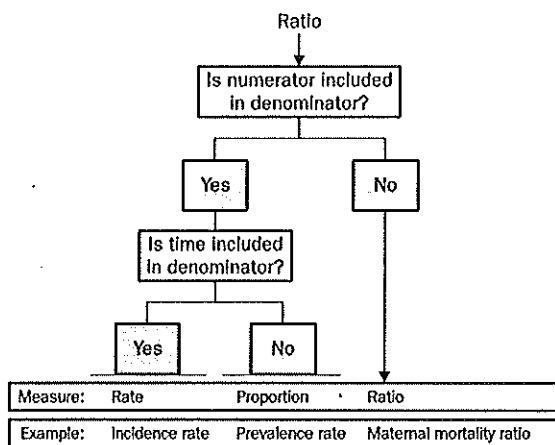 Ratio
Is numerator included
in denominator?
Yes
No
Is time included
in denominator?
Yes
No
Measure: Rate Proportion Ratio
Example: Incidence rate Prevalence rate Maternal mortality ratio